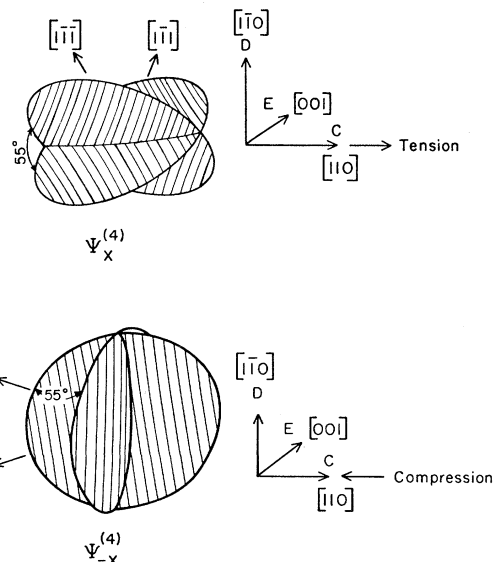 [1̄1̄1̄] [1̄1̄1]
[11̄0]
D
E [001]
C
Tension
[110]
55°
Ψ_X^(4)
[11̄0]
D
E [001]
C
Compression
[110]
55°
Ψ_-X^(4)